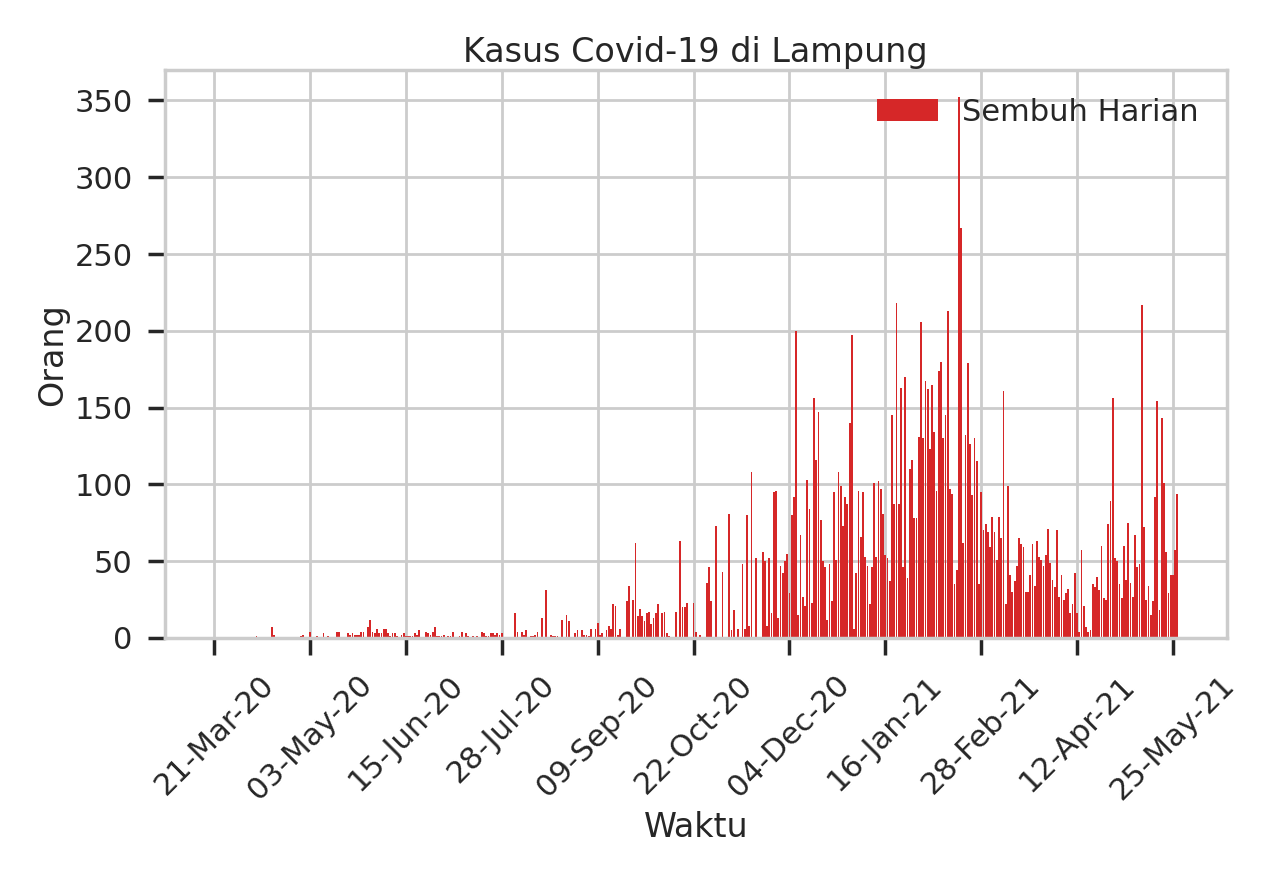 Kasus Covid-19 di Lampung
Sembuh Harian
Orang
350
300
250
200
150
100
50
0
21-Mar-20
03-May-20
15-Jun-20
28-Jul-20
09-Sep-20
22-Oct-20
04-Dec-20
16-Jan-21
28-Feb-21
12-Apr-21
25-May-21
Waktu